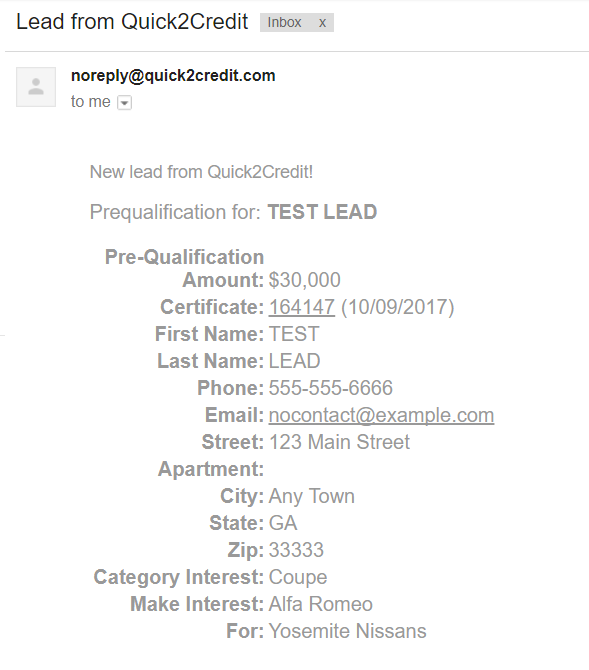 Lead from Quick2Credit Inbox x
noreply@quick2credit.com
to me
New lead from Quick2Credit!
Prequalification for: TEST LEAD
Pre-Qualification
Amount: $30,000
Certificate: 164147 (10/09/2017)
First Name: TEST
Last Name: LEAD
Phone: 555-555-6666
Email: nocontact@example.com
Street: 123 Main Street
Apartment:
City: Any Town
State: GA
Zip: 33333
Category Interest: Coupe
Make Interest: Alfa Romeo
For: Yosemite Nissans